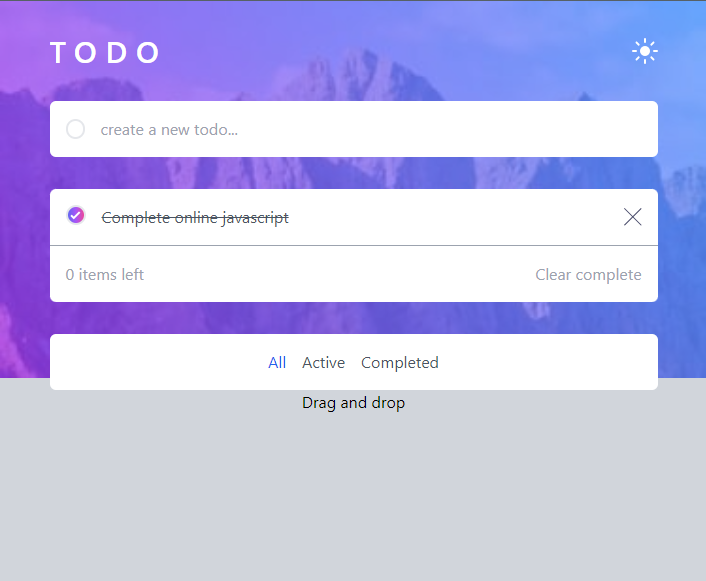 TODO
create a new todo...
Complete online javascript
0 items left
Clear complete
All Active Completed
Drag and drop